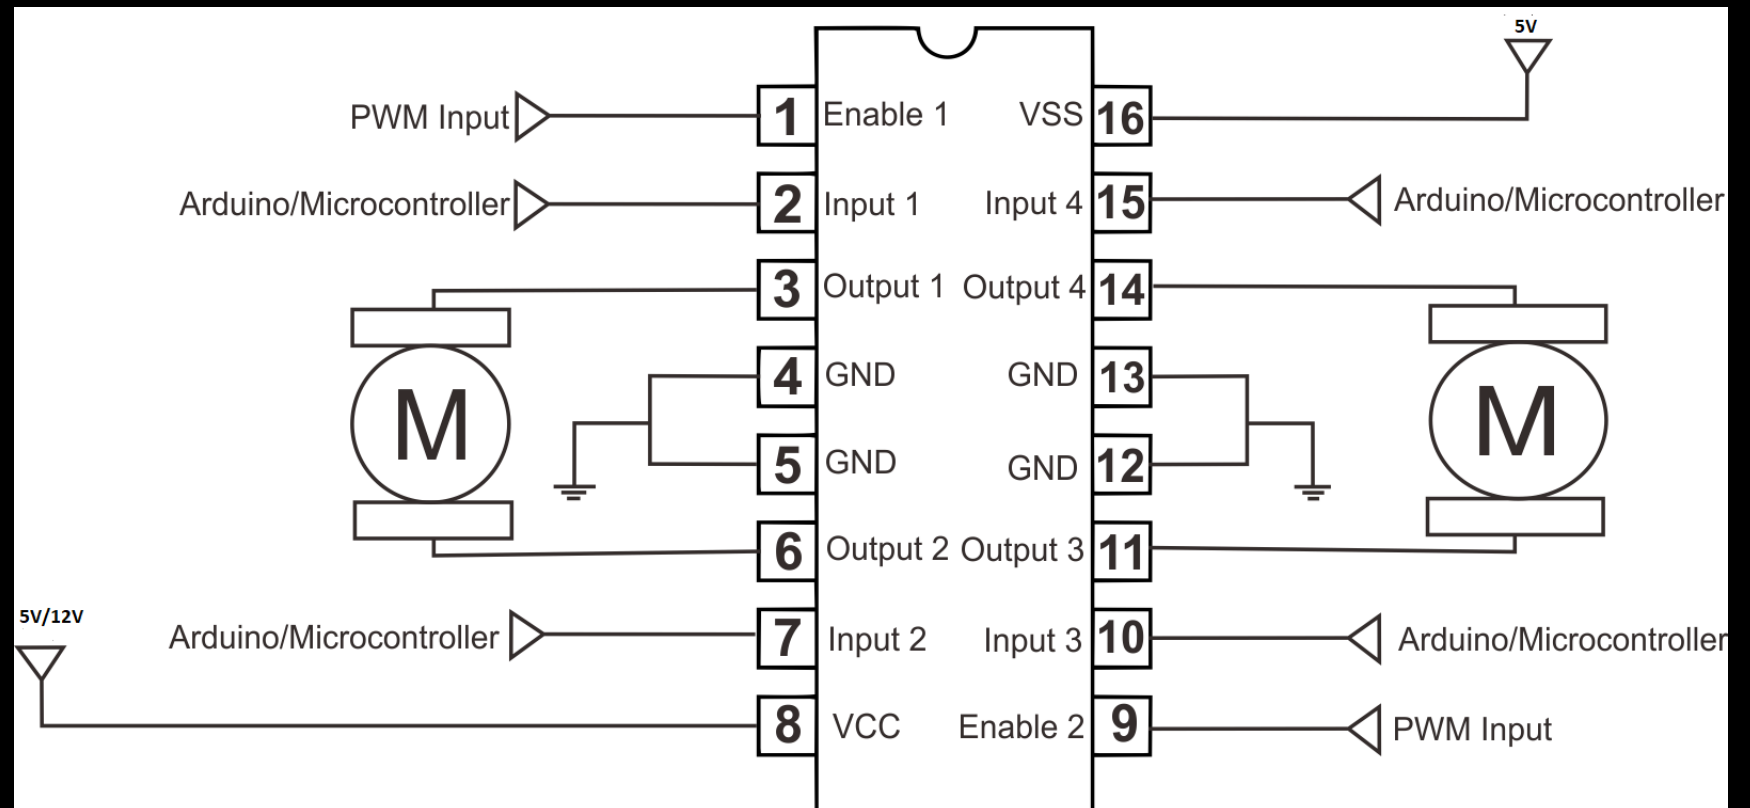 5V
PWM Input 1 Enable 1 VSS 16
Arduino/Microcontroller 2 Input 1 Input 4 15 Arduino/Microcontroller
3 Output 1 Output 4 14
M 4 GND GND 13 M
5 GND GND 12
6 Output 2 Output 3 11
5V/12V
Arduino/Microcontroller 7 Input 2 Input 3 10 Arduino/Microcontroller
8 VCC Enable 2 9 PWM Input